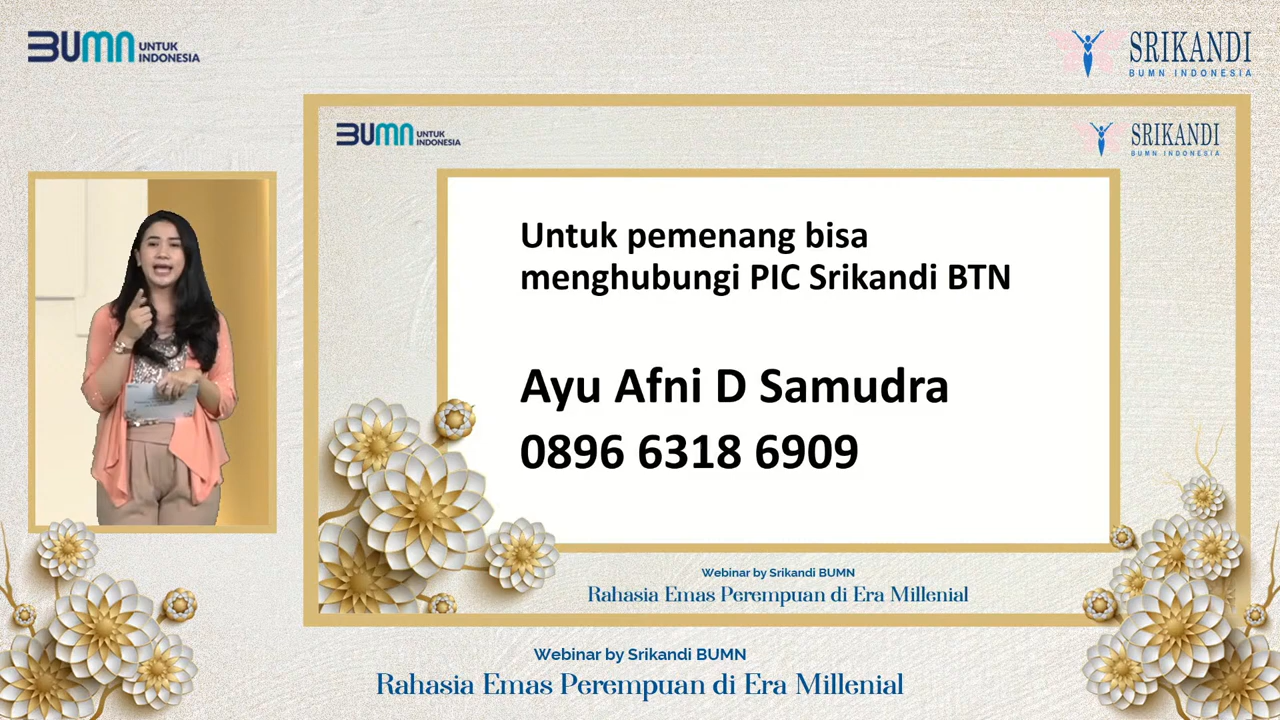 BUMN UNTUK
INDONESIA
SRIKANDI
BUMN INDONESIA
BUMN UNTUK
INDONESIA
SRIKANDI
BUMN INDONESIA
Untuk pemenang bisa
menghubungi PIC Srikandi BTN
Ayu Afni D Samudra
0896 6318 6909
Webinar by Srikandi BUMN
Rahasia Emas Perempuan di Era Millenial
Webinar by Srikandi BUMN
Rahasia Emas Perempuan di Era Millenial